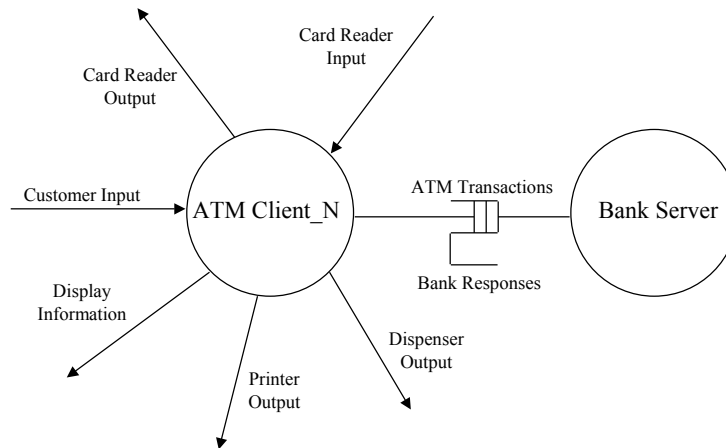 Card Reader
Output
Card Reader
Input
Customer Input
ATM Client_N
ATM Transactions
Bank Server
Bank Responses
Display
Information
Printer
Output
Dispenser
Output